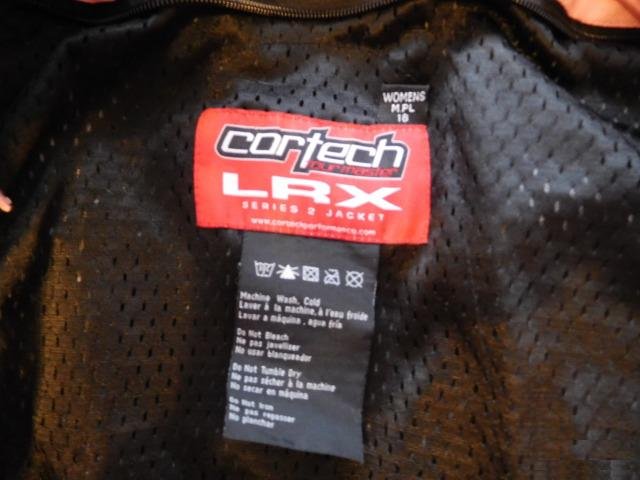 WOMENS
M.PL
cortech
tourmaster
LRX
SERIES 2 JACKET
www.cortechperformance.com
Machine Wash, Cold
Laver à la machine, à l'eau froide
Lavar a máquina, agua fría
Do Not Bleach
Ne pas javelliser
No usar blanqueador
Do Not Tumble Dry
Ne pas sécher à la machine
No secar en máquina
Do Not Iron
Ne pas repasser
No planchar